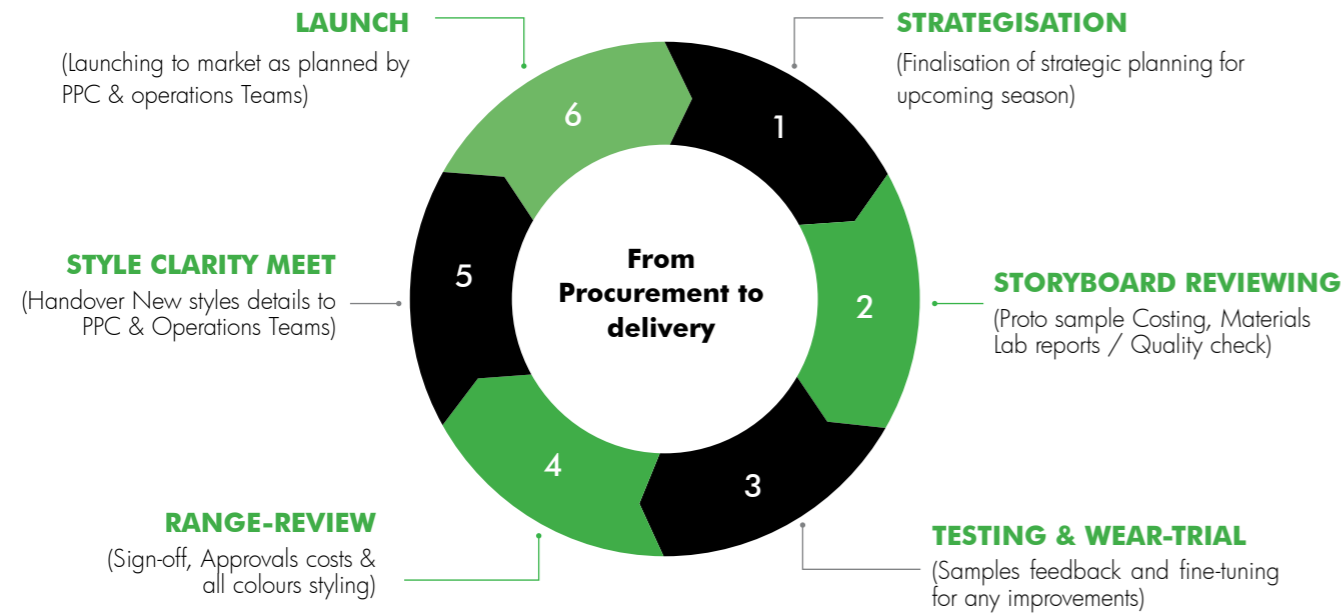 LAUNCH
(Launching to market as planned by
PPC & operations Teams)
6
STRATEGISATION
(Finalisation of strategic planning for
upcoming season)
1
STYLE CLARITY MEET
(Handover New styles details to
PPC & Operations Teams)
5
From
Procurement to
delivery
2
STORYBOARD REVIEWING
(Proto sample Costing, Materials
Lab reports / Quality check)
RANGE-REVIEW
(Sign-off, Approvals costs &
all colours styling)
4
3
TESTING & WEAR-TRIAL
(Samples feedback and fine-tuning
for any improvements)